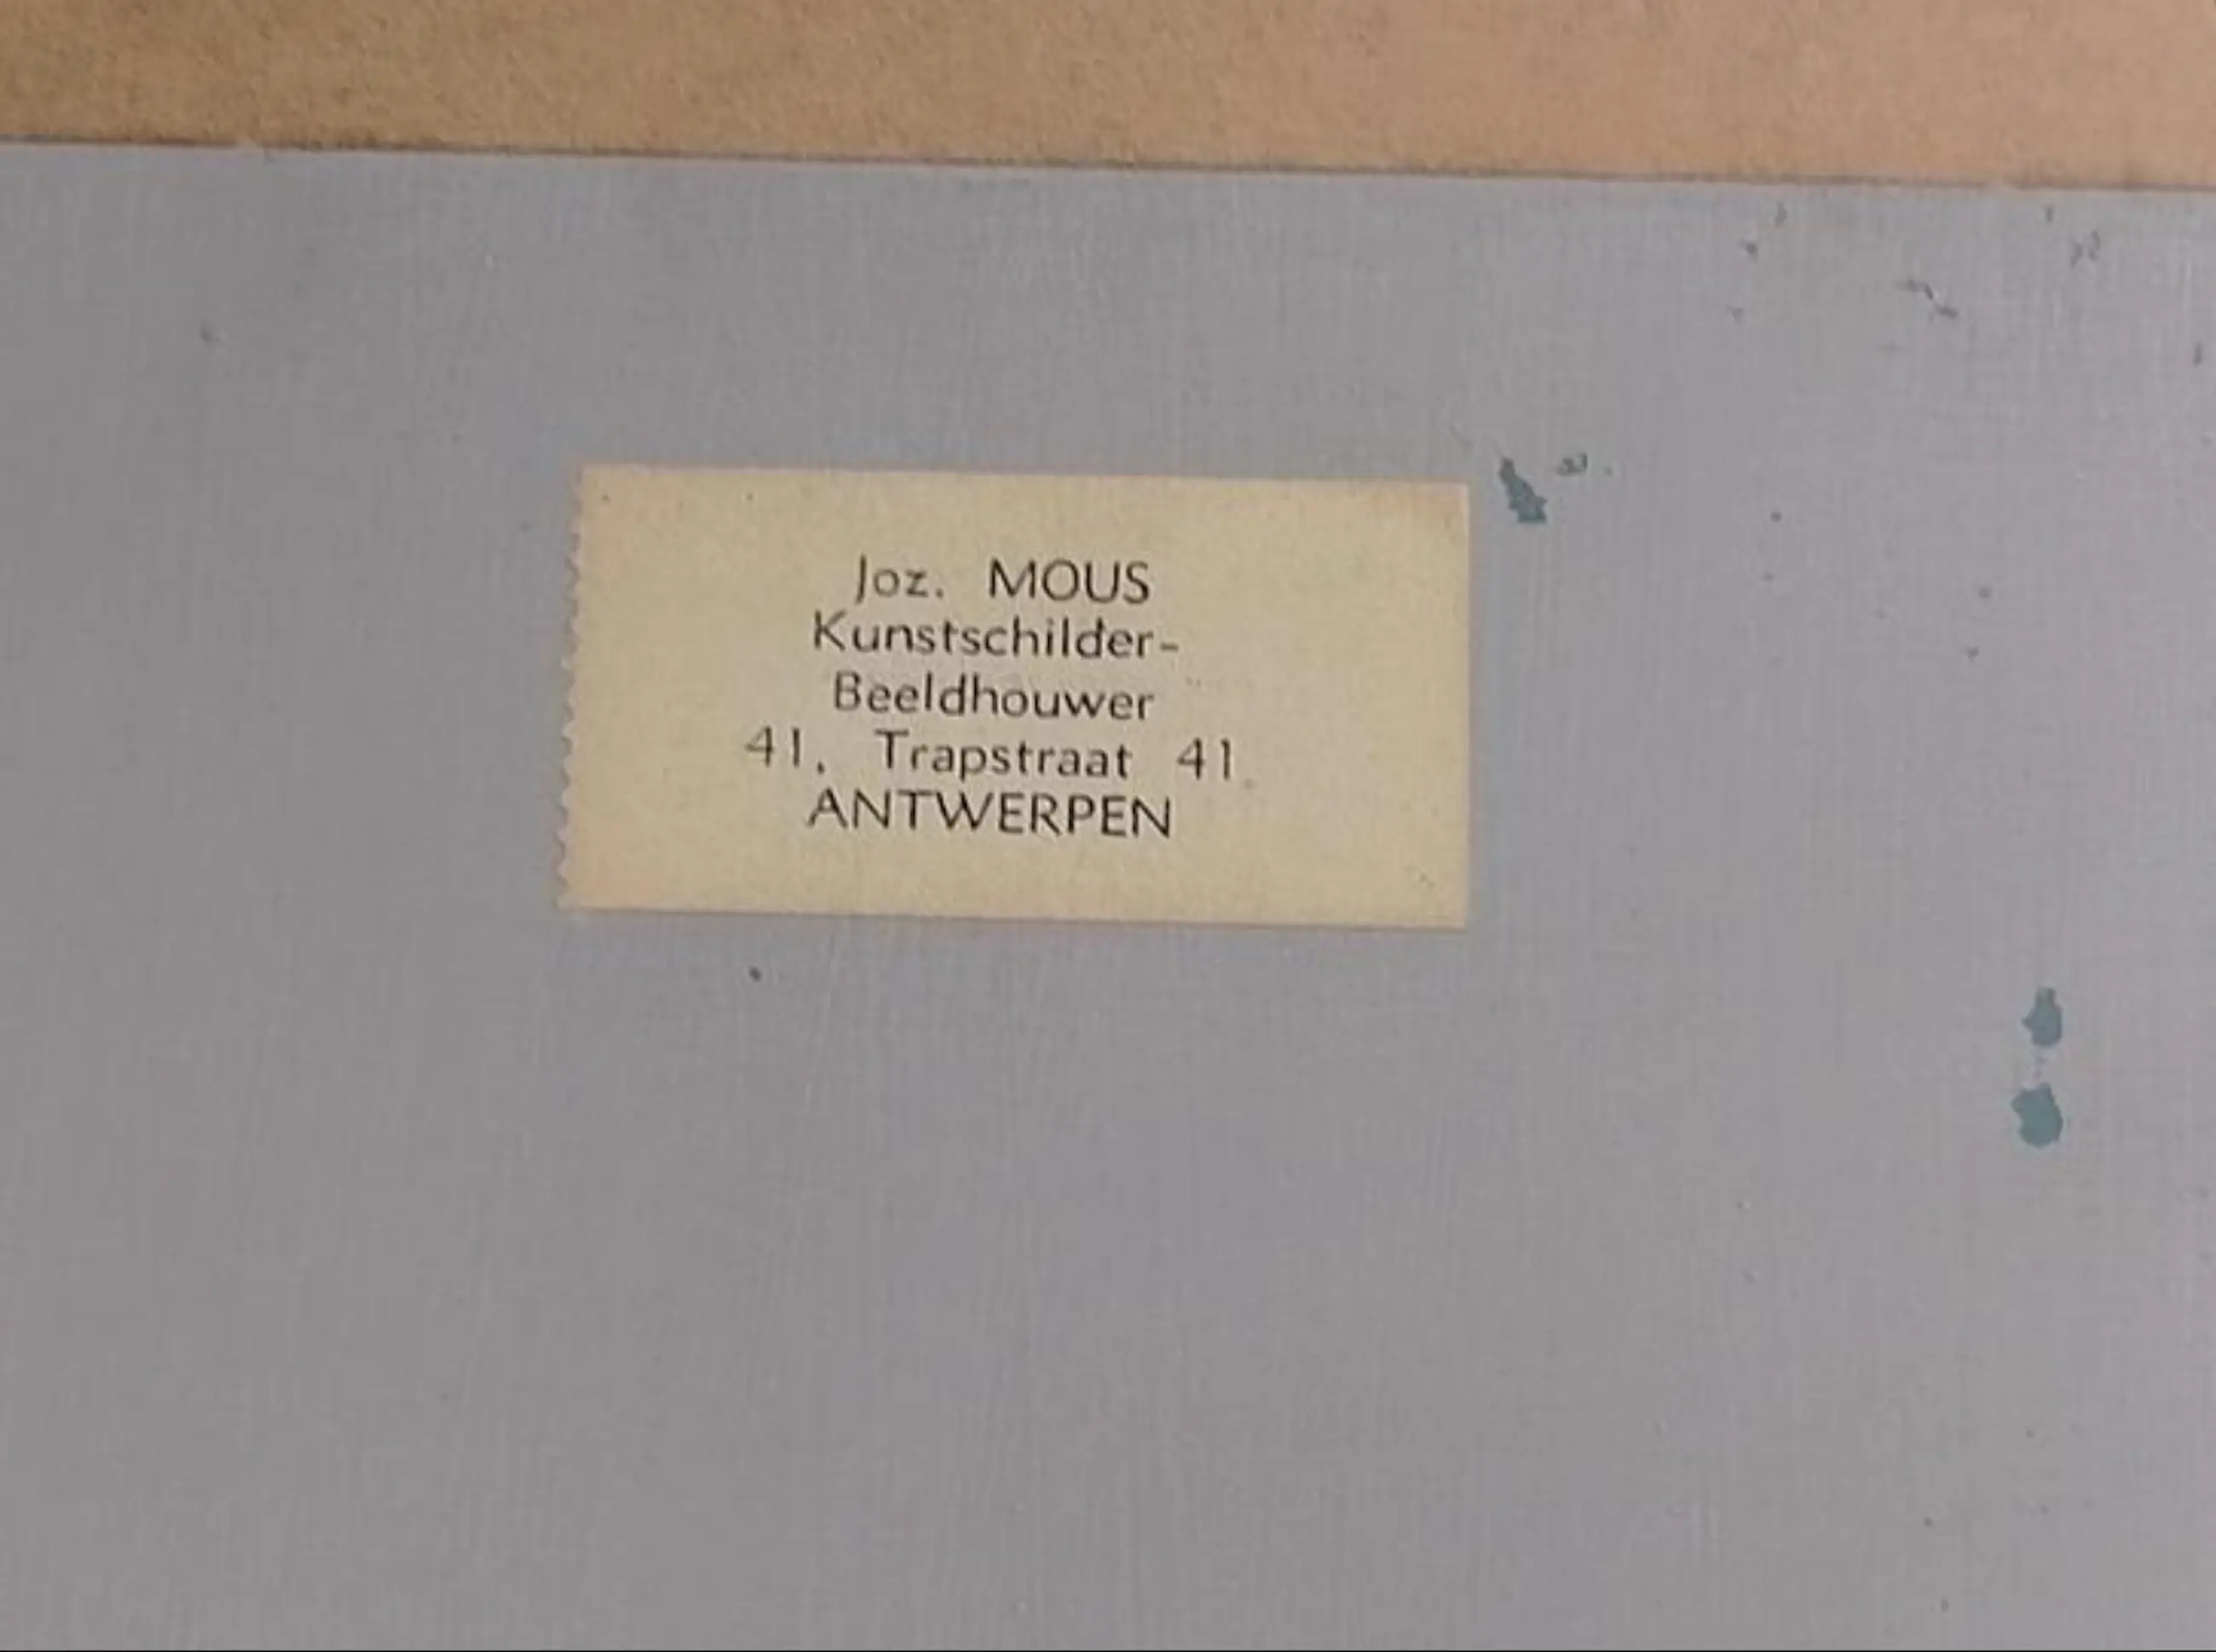 Joz. MOUS
Kunstschilder-
Beeldhouwer
41, Trapstraat 41
ANTWERPEN